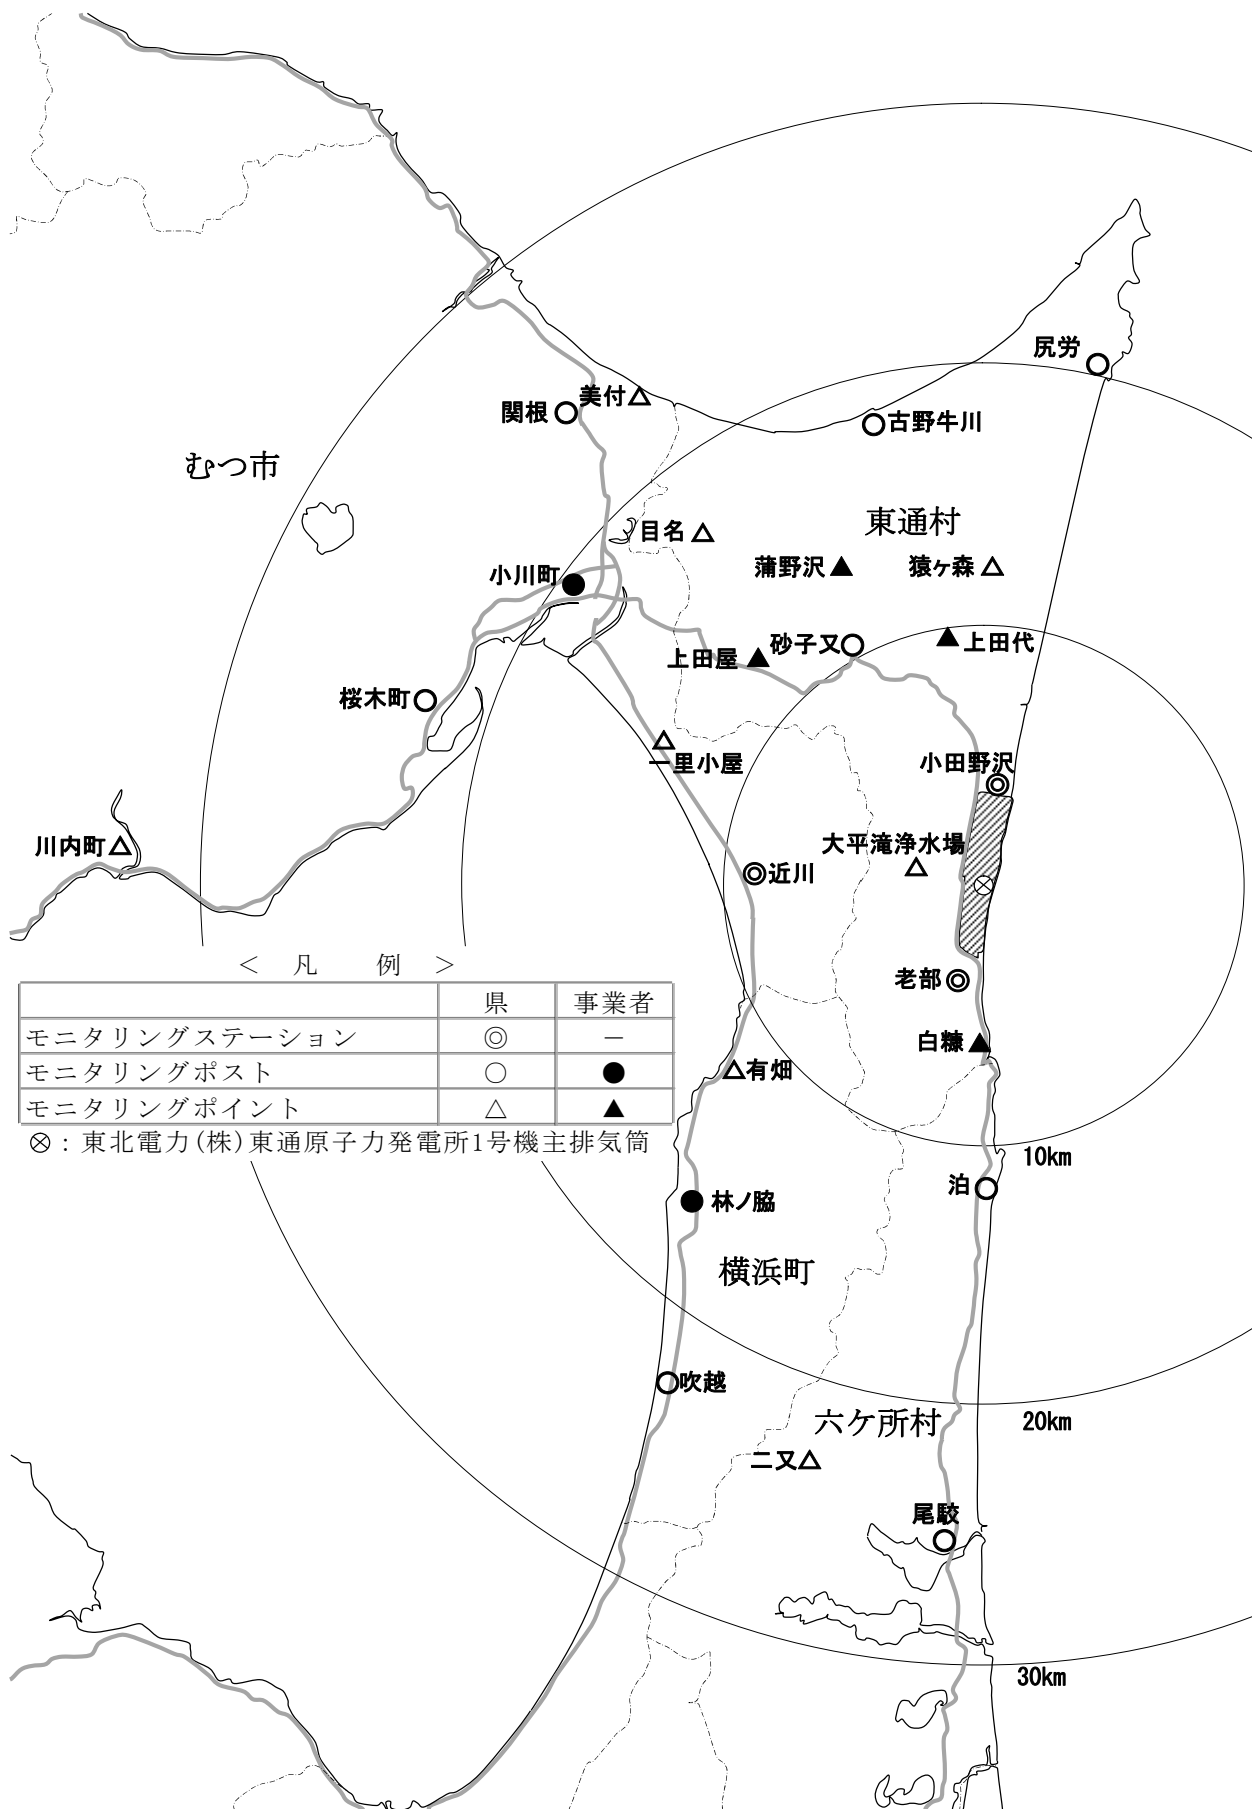 尻労
美付△
関根
古野牛川
むつ市
東通村
目名△
蒲野沢▲
猿ヶ森△
小川町
砂子又
▲上田代
上田屋▲
桜木町
一里小屋
小田野沢
川内町△
大平滝浄水場
近川
老部
＜ 凡 例 ＞
県 事業者
モニタリングステーション ◎ －
モニタリングポスト ○ ●
モニタリングポイント △ ▲
⊗：東北電力(株)東通原子力発電所1号機主排気筒
白糠▲
△有畑
10km
泊
林ノ脇
横浜町
吹越
六ケ所村
20km
二又△
尾駮
30km